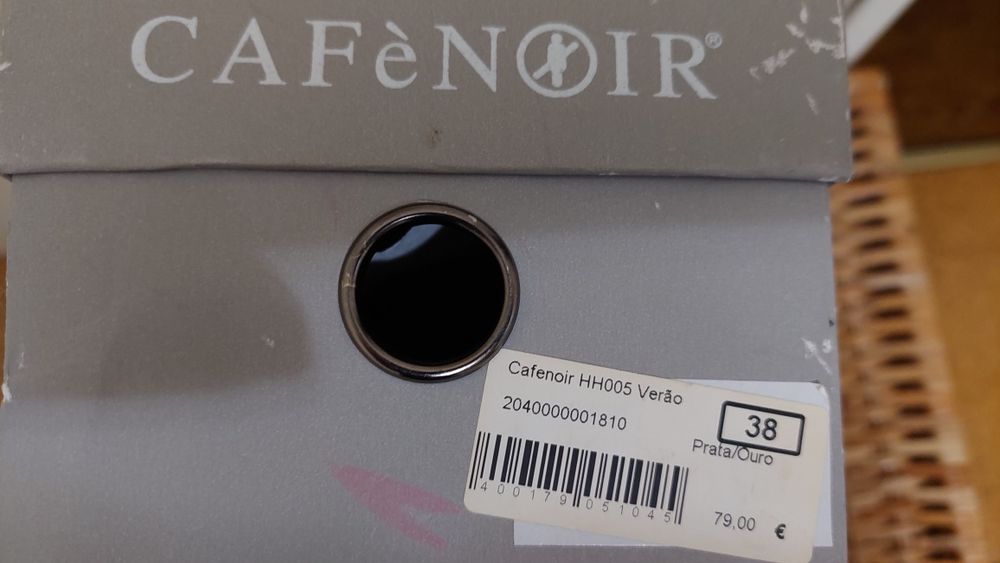 CAFèNOIR®
Cafenoir HH005 Verão
2040000001810
38
Prata/Ouro
400179051045
79,00 €